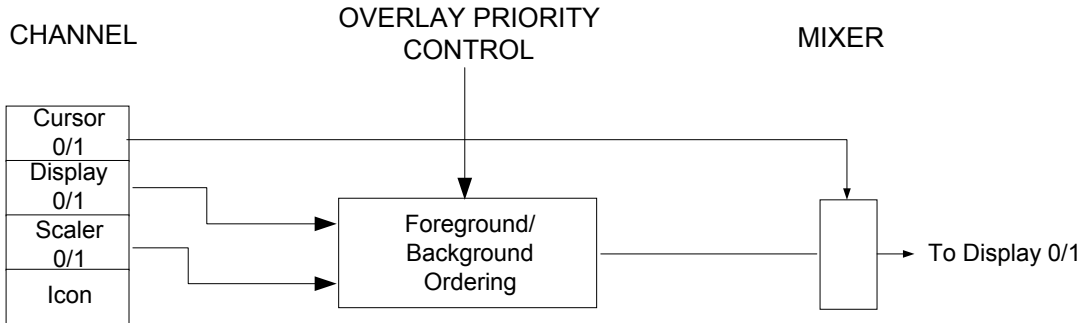 CHANNEL
OVERLAY PRIORITY
CONTROL
MIXER
Cursor
0/1
Display
0/1
Scaler
0/1
Icon
Foreground/
Background
Ordering
To Display 0/1